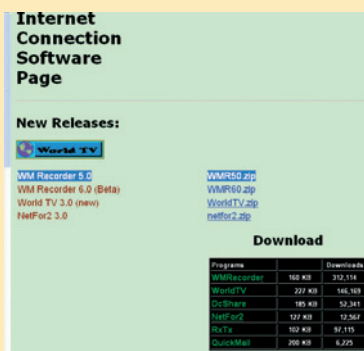 Internet
Connection
Software
Page
New Releases:
World TV
WM Recorder 5.0 WMR50.zip
WM Recorder 6.0 (Beta) WMR60.zip
World TV 3.0 (new) WorldTV.zip
NetFor2 3.0 netfor2.zip
Download
Programs Downloads
WMRecorder 160 KB 312,114
WorldTV 227 KB 146,169
DcShare 185 KB 52,341
NetFor2 127 KB 12,567
RxTx 102 KB 97,115
QuickMail 200 KB 6,225